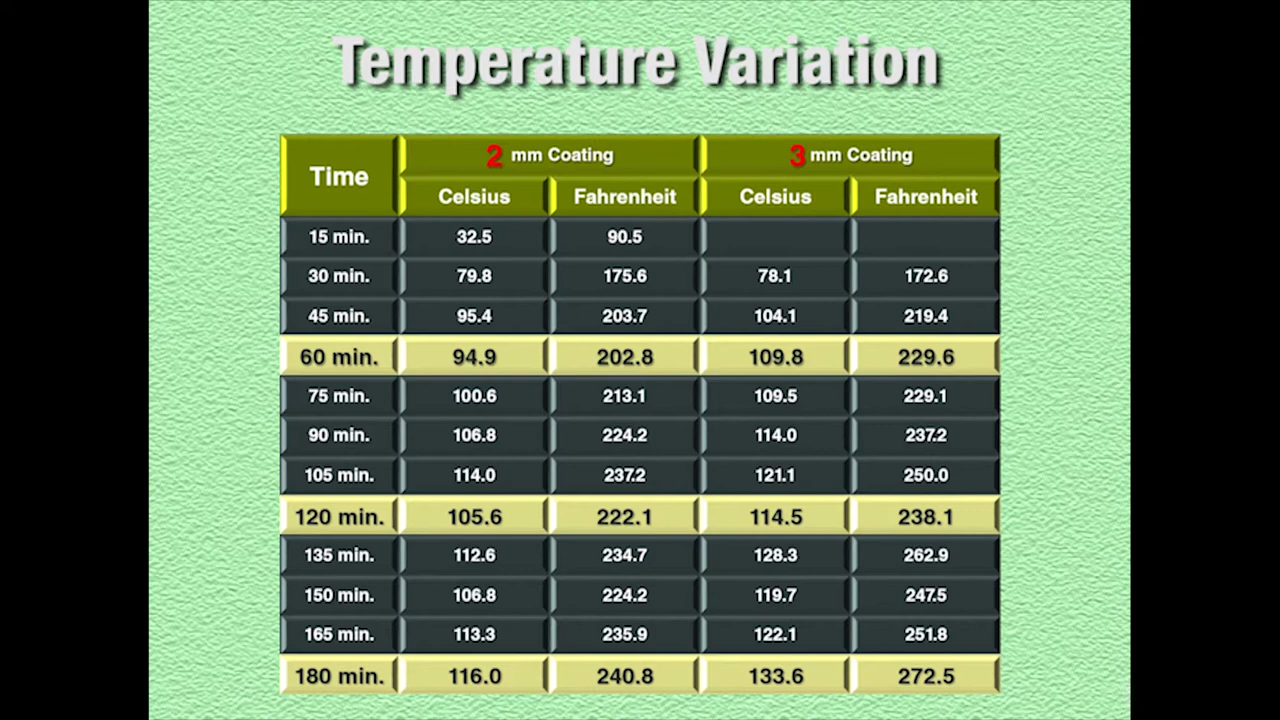 Temperature Variation
Time 2 mm Coating 3 mm Coating
Celsius Fahrenheit Celsius Fahrenheit
15 min. 32.5 90.5
30 min. 79.8 175.6 78.1 172.6
45 min. 95.4 203.7 104.1 219.4
60 min. 94.9 202.8 109.8 229.6
75 min. 100.6 213.1 109.5 229.1
90 min. 106.8 224.2 114.0 237.2
105 min. 114.0 237.2 121.1 250.0
120 min. 105.6 222.1 114.5 238.1
135 min. 112.6 234.7 128.3 262.9
150 min. 106.8 224.2 119.7 247.5
165 min. 113.3 235.9 122.1 251.8
180 min. 116.0 240.8 133.6 272.5